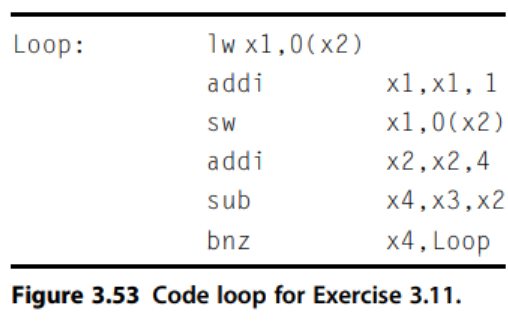 Loop: lw x1,0(x2)
addi x1,x1, 1
sw x1,0(x2)
addi x2,x2,4
sub x4,x3,x2
bnz x4,Loop
Figure 3.53 Code loop for Exercise 3.11.